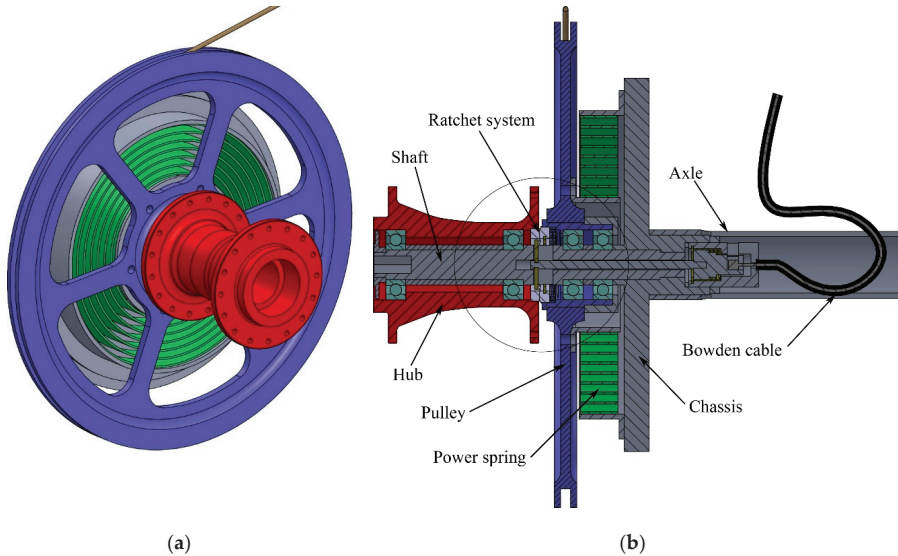 Ratchet system
Shaft
Axle
Hub
Pulley
Power spring
Bowden cable
Chassis
(a)
(b)